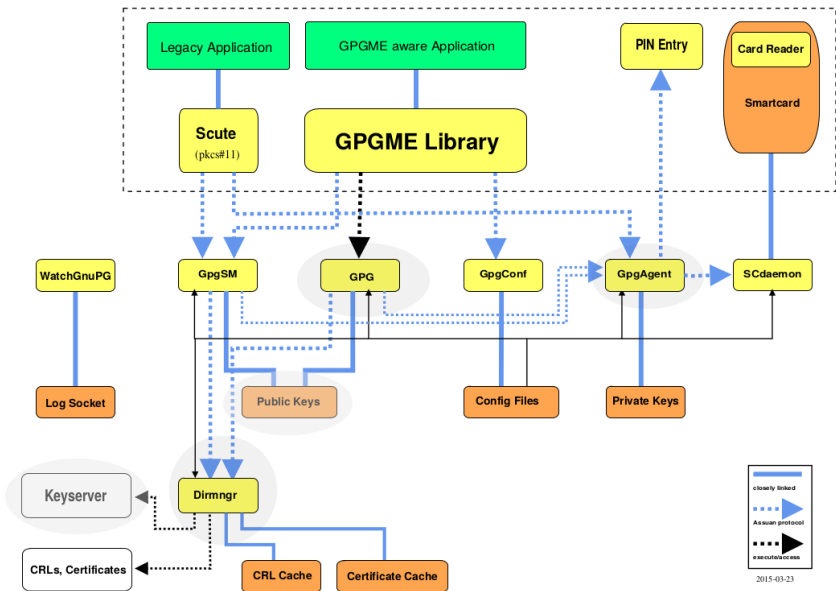 Legacy Application
GPGME aware Application
PIN Entry
Card Reader
Smartcard
Scute
(pkcs#11)
GPGME Library
WatchGnuPG
GpgSM
GPG
GpgConf
GpgAgent
SCdaemon
Log Socket
Public Keys
Config Files
Private Keys
Keyserver
Dirmngr
CRLs, Certificates
CRL Cache
Certificate Cache
closely linked
Assuan protocol
execute/access
2015-03-23